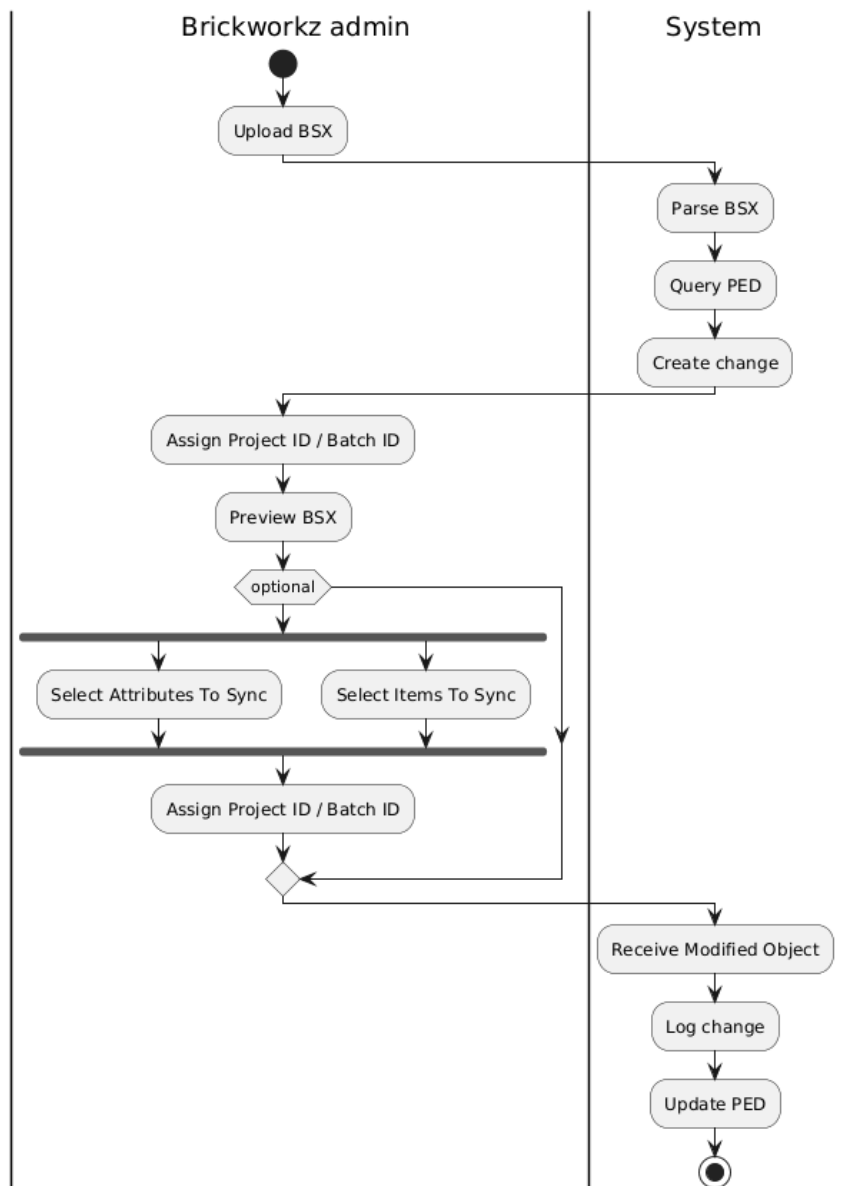 Brickworkz admin
System
Upload BSX
Parse BSX
Query PED
Create change
Assign Project ID / Batch ID
Preview BSX
optional
Select Attributes To Sync
Select Items To Sync
Assign Project ID / Batch ID
Receive Modified Object
Log change
Update PED